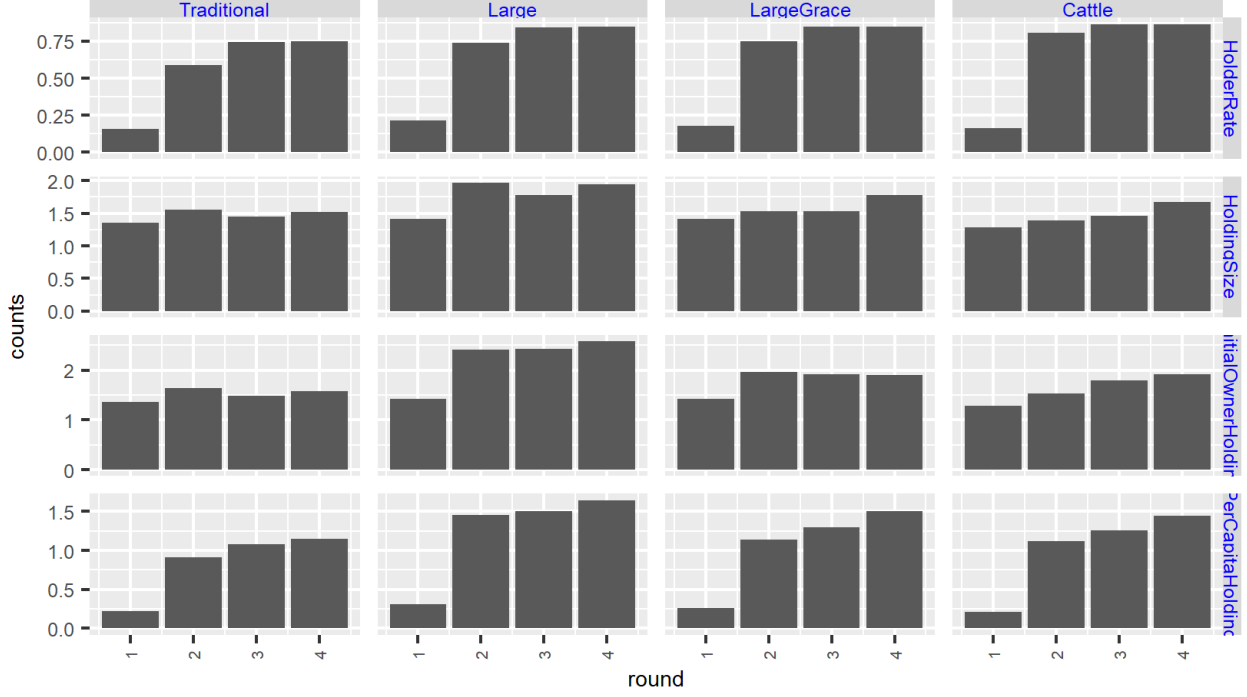 Traditional Large LargeGrace Cattle
0.75
0.50
0.25
0.00
HolderRate
2.0
1.5
1.0
0.5
0.0
HoldingSize
2
1
0
itialOwnerHoldin
1.5
1.0
0.5
0.0
PerCapitaHolding
1 2 3 4 1 2 3 4 1 2 3 4 1 2 3 4
counts
round